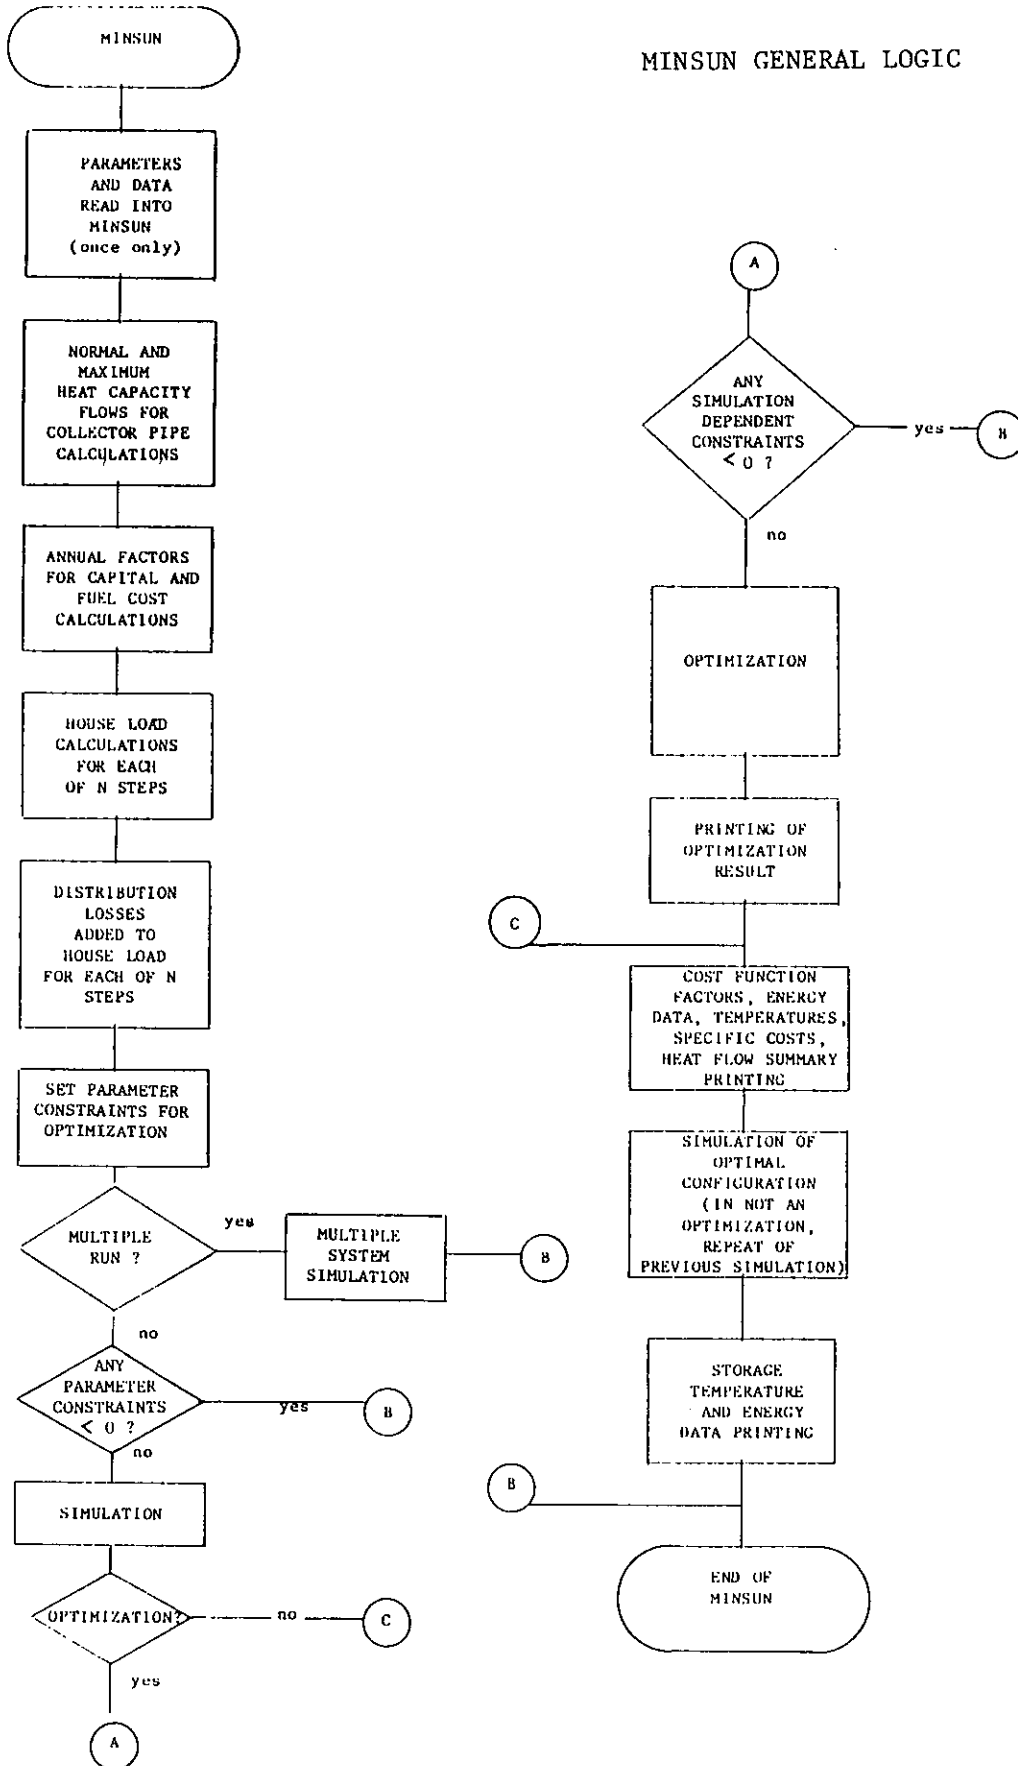 MINSUN
MINSUN GENERAL LOGIC
PARAMETERS
AND DATA
READ INTO
MINSUN
(once only)
NORMAL AND
MAXIMUM
HEAT CAPACITY
FLOWS FOR
COLLECTOR PIPE
CALCULATIONS
ANNUAL FACTORS
FOR CAPITAL AND
FUEL COST
CALCULATIONS
HOUSE LOAD
CALCULATIONS
FOR EACH
OF N STEPS
DISTRIBUTION
LOSSES
ADDED TO
HOUSE LOAD
FOR EACH OF N
STEPS
SET PARAMETER
CONSTRAINTS FOR
OPTIMIZATION
MULTIPLE
RUN ?
yes
MULTIPLE
SYSTEM
SIMULATION
B
no
ANY
PARAMETER
CONSTRAINTS
< 0 ?
yes
B
no
SIMULATION
OPTIMIZATION?
no
C
yes
A
A
ANY
SIMULATION
DEPENDENT
CONSTRAINTS
< 0 ?
yes
B
no
OPTIMIZATION
PRINTING OF
OPTIMIZATION
RESULT
C
COST FUNCTION
FACTORS, ENERGY
DATA, TEMPERATURES,
SPECIFIC COSTS,
HEAT FLOW SUMMARY
PRINTING
SIMULATION OF
OPTIMAL
CONFIGURATION
(IN NOT AN
OPTIMIZATION,
REPEAT OF
PREVIOUS SIMULATION)
STORAGE
TEMPERATURE
AND ENERGY
DATA PRINTING
B
END OF
MINSUN